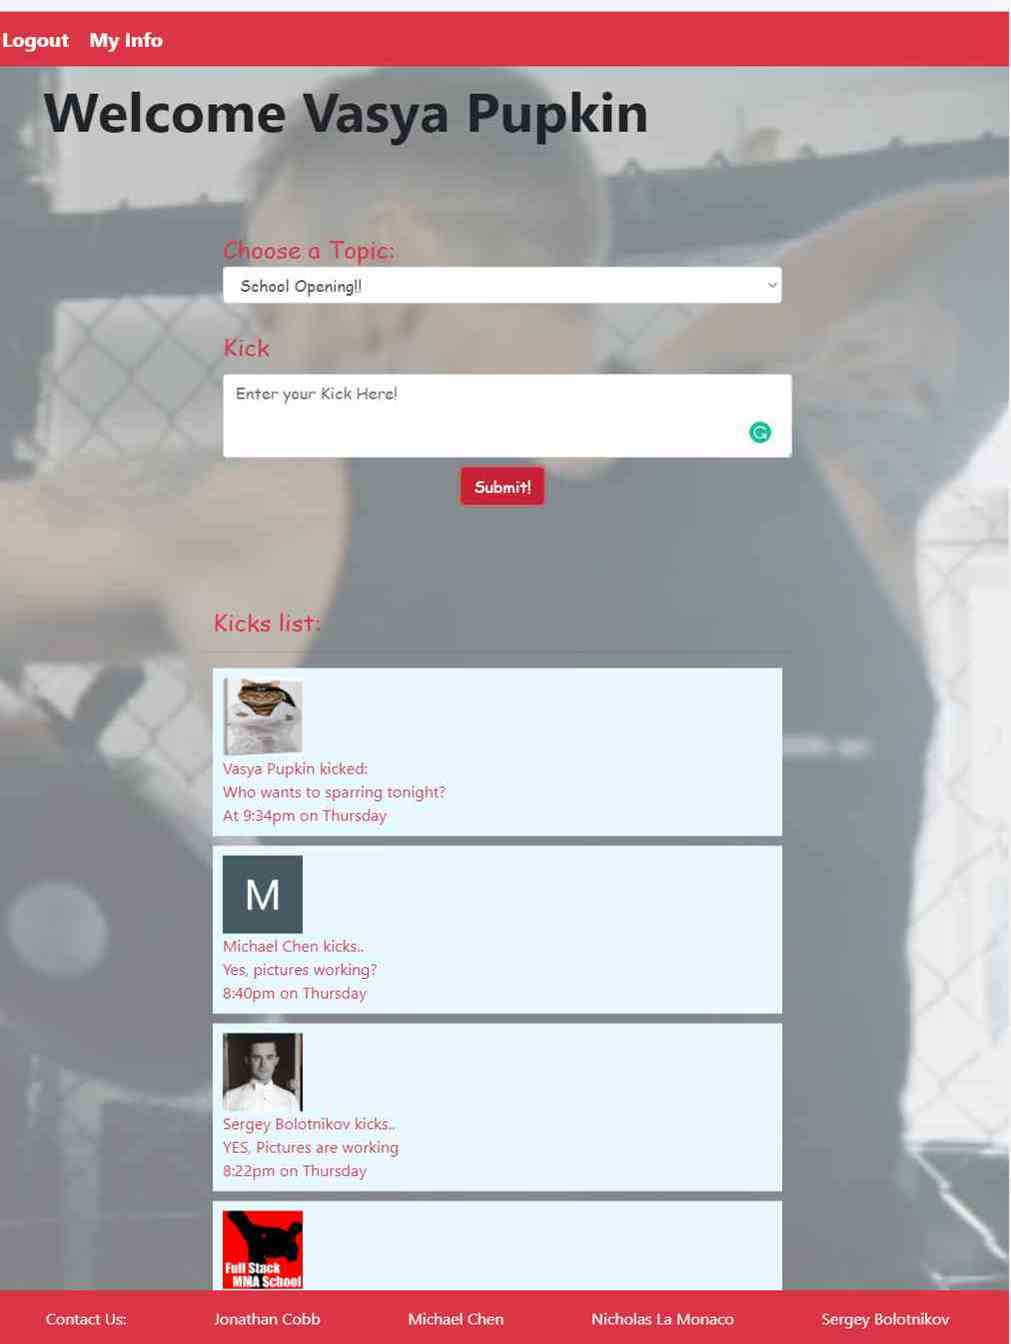 Logout My Info
Welcome Vasya Pupkin
Choose a Topic:
School Opening!!
Kick
Enter your Kick Here!
Submit!
Kicks list:
Vasya Pupkin kicked:
Who wants to sparring tonight?
At 9:34pm on Thursday
M
Michael Chen kicks..
Yes, pictures working?
8:40pm on Thursday
Sergey Bolotnikov kicks..
YES, Pictures are working
8:22pm on Thursday
Full Stack
MMA School
Contact Us: Jonathan Cobb Michael Chen Nicholas La Monaco Sergey Bolotnikov